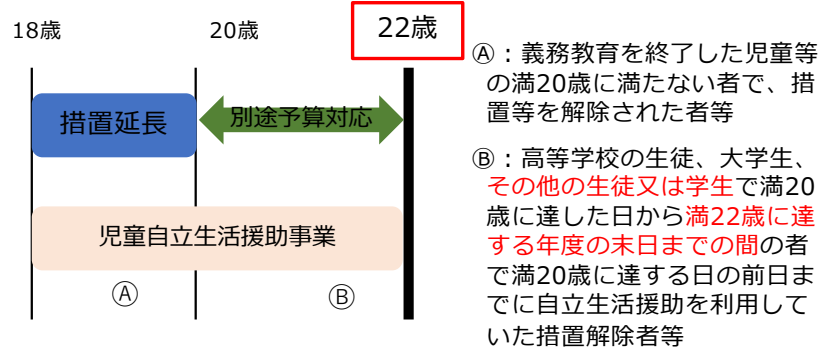 18歳
20歳
22歳
措置延長
別途予算対応
児童自立生活援助事業
Ⓐ
Ⓑ
Ⓐ：義務教育を終了した児童等
の満20歳に満たない者で、措
置等を解除された者等
Ⓑ：高等学校の生徒、大学生、
その他の生徒又は学生で満20
歳に達した日から満22歳に達
する年度の末日までの間の者
で満20歳に達する日の前日ま
でに自立生活援助を利用して
いた措置解除者等